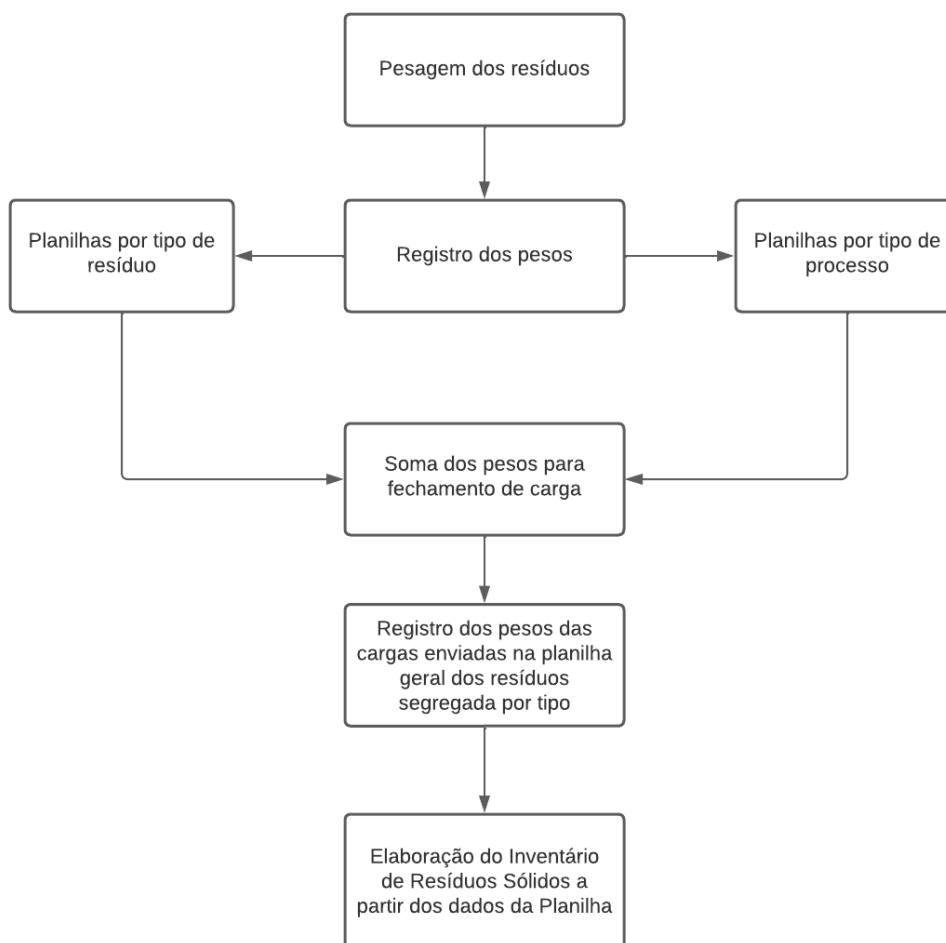 Pesagem dos resíduos
Planilhas por tipo de
resíduo
Registro dos pesos
Planilhas por tipo de
processo
Soma dos pesos para
fechamento de carga
Registro dos pesos das
cargas enviadas na planilha
geral dos resíduos
segregada por tipo
Elaboração do Inventário
de Resíduos Sólidos a
partir dos dados da Planilha